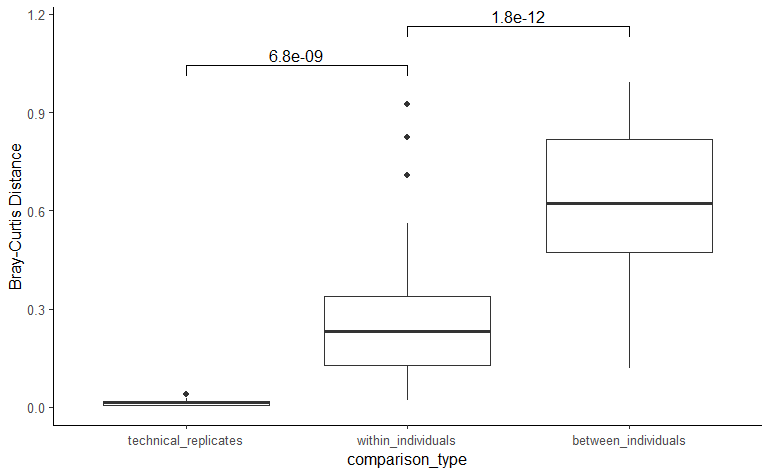 1.8e-12
6.8e-09
1.2
0.9
0.6
0.3
0.0
Bray-Curtis Distance
technical_replicates within_individuals between_individuals
comparison_type